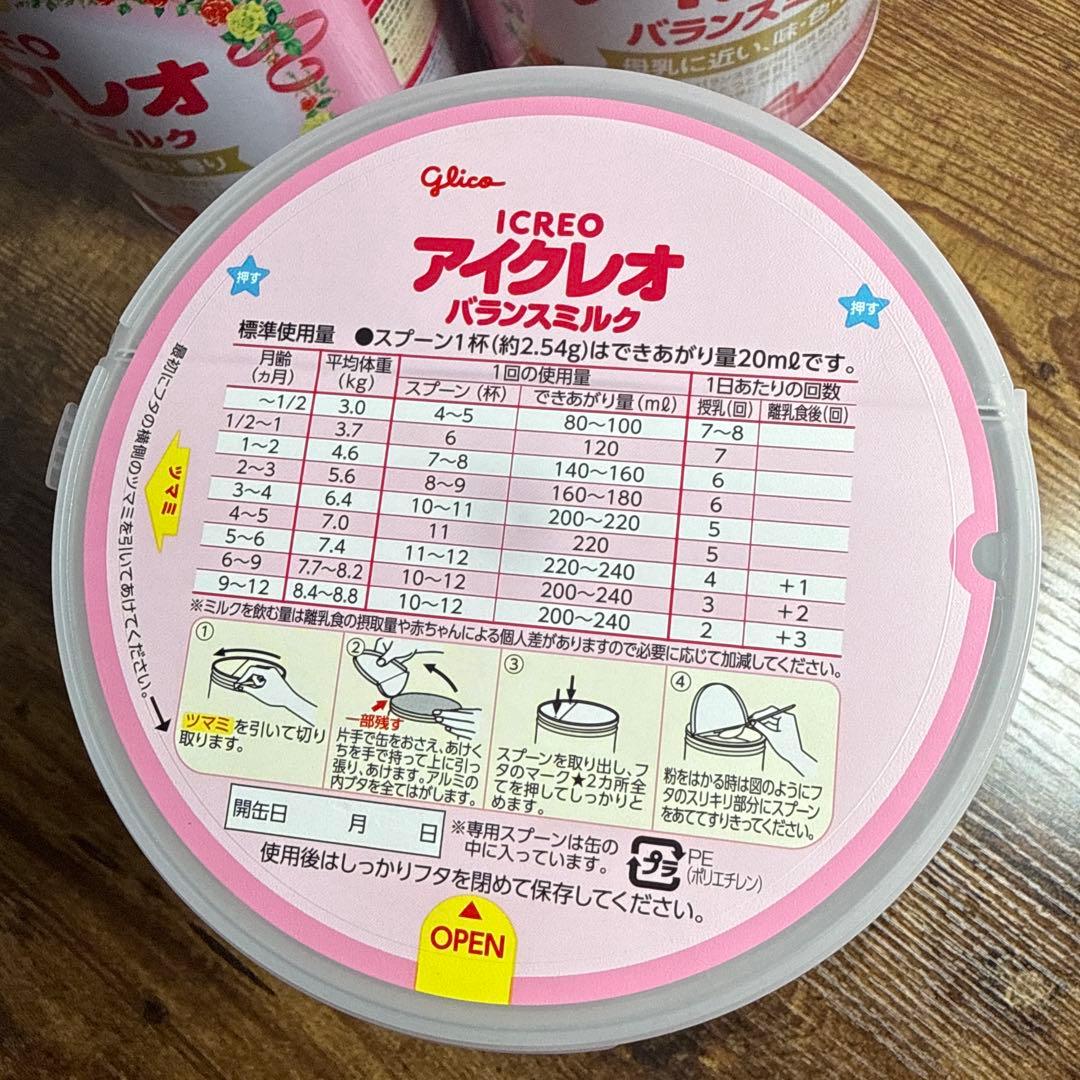 クレオ
ミルク
バランスミ
母乳に近い、味・色
Glico
ICREO
アイクレオ
バランスミルク
押す
押す
標準使用量 ●スプーン1杯(約2.54g)はできあがり量20mℓです。
月齢(ヵ月) 平均体重(kg) 1回の使用量 1日あたりの回数
スプーン(杯) できあがり量(mℓ) 授乳(回) 離乳食後(回)
～1/2 3.0 4～5 80～100 7～8
1/2～1 3.7 6 120 7
1～2 4.6 7～8 140～160 6
2～3 5.6 8～9 160～180 6
3～4 6.4 10～11 200～220 5
4～5 7.0 11 220 5
5～6 7.4 11～12 220～240 4 +1
6～9 7.7～8.2 10～12 200～240 3 +2
9～12 8.4～8.8 10～12 200～240 2 +3
※ミルクを飲む量は離乳食の摂取量や赤ちゃんによる個人差がありますので必要に応じて加減してください。
最初にフタの横側のツマミを引いてあけてください。
ツマミ
①
ツマミを引いて切り
取ります。
②
一部残す
片手で缶をおさえ、あけく
ちを手で持って上に引っ
張り、あけます。アルミの
内ブタを全てはがします。
③
スプーンを取り出し、フ
タのマーク★2カ所全
てを押してしっかりと
めます。
④
粉をはかる時は図のようにフ
タのスリキリ部分にスプーン
をあててすりきってください。
開缶日 月 日
※専用スプーンは缶の
中に入っています。
プラ
PE
(ポリエチレン)
使用後はしっかりフタを閉めて保存してください。
OPEN